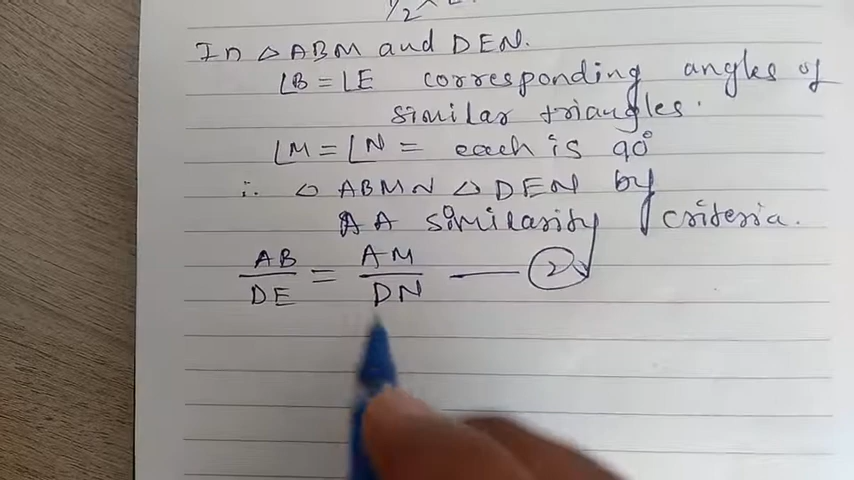 In △ ABM and DEN.
∠B = ∠E corresponding angles of
similar triangles.
∠M = ∠N = each is 90°
∴ △ ABM ~ △ DEN by
AA similarity criteria.
AB/DE = AM/DN — 2